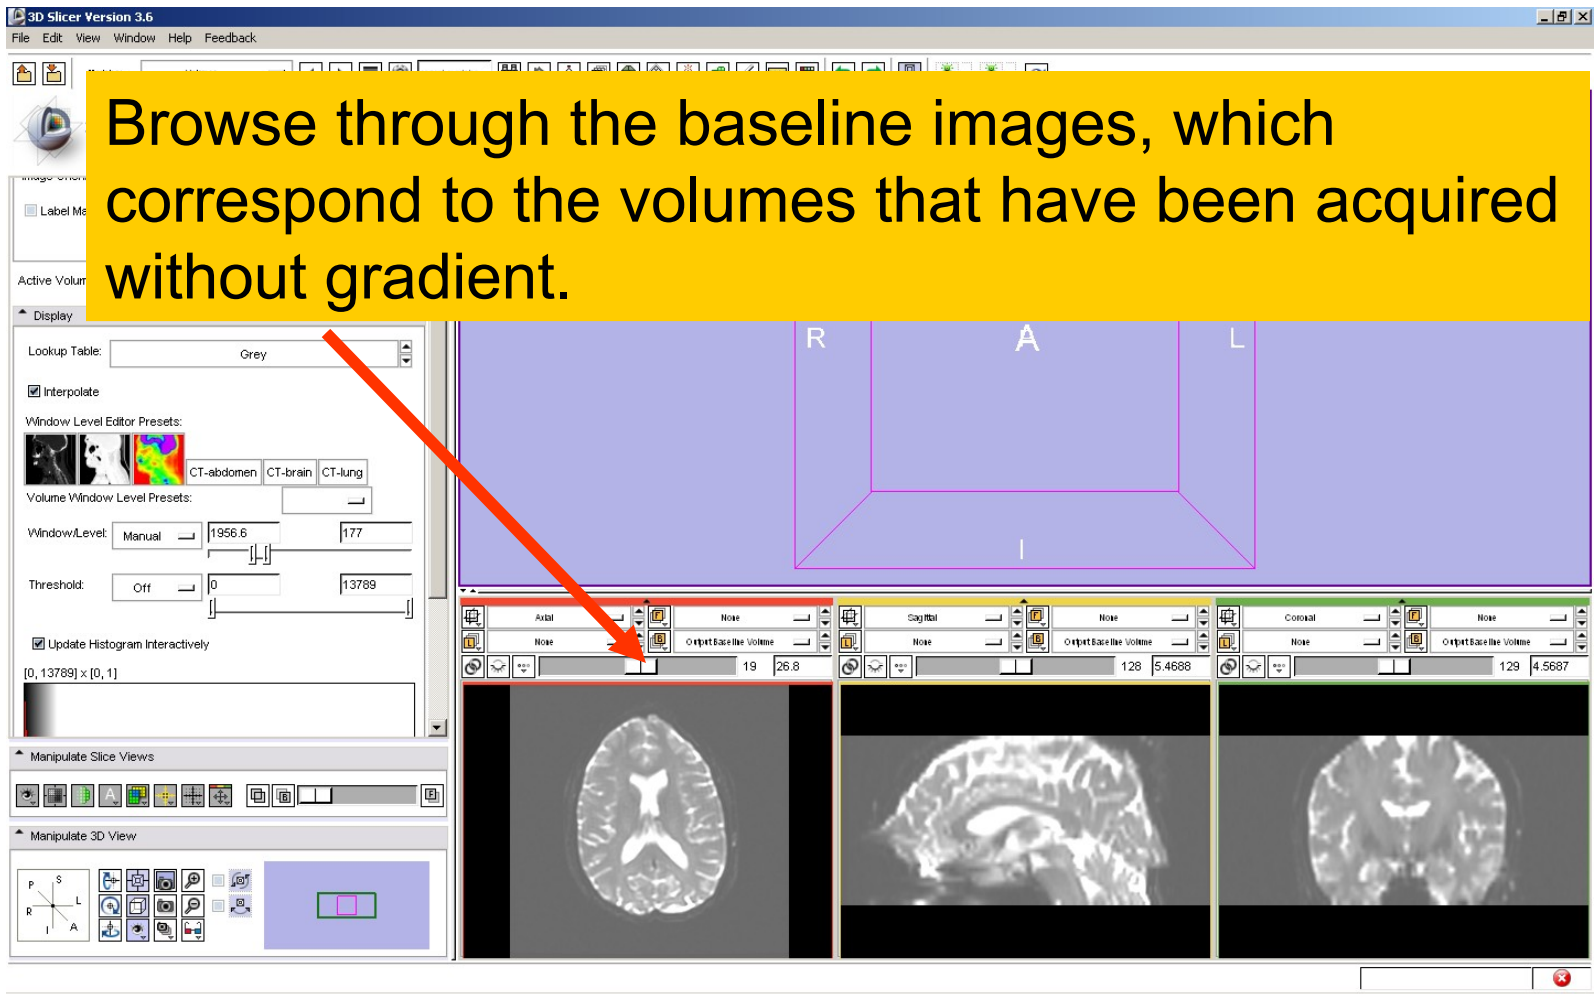 3D Slicer Version 3.6
File Edit View Window Help Feedback
Browse through the baseline images, which
correspond to the volumes that have been acquired
without gradient.
Label Ma
Active Volum
Display
Lookup Table: Grey
Interpolate
Window Level Editor Presets:
CT-abdomen CT-brain CT-lung
Volume Window Level Presets:
Window/Level: Manual 1956.6 177
Threshold: Off 0 13789
Update Histogram Interactively
[0, 13789] x [0, 1]
Manipulate Slice Views
Manipulate 3D View
P S L R I A
R A L
I
Axial None
None Output Baseline Volume
19 26.8
Sagittal None
None Output Baseline Volume
128 5.4688
Coronal None
None Output Baseline Volume
129 4.5687